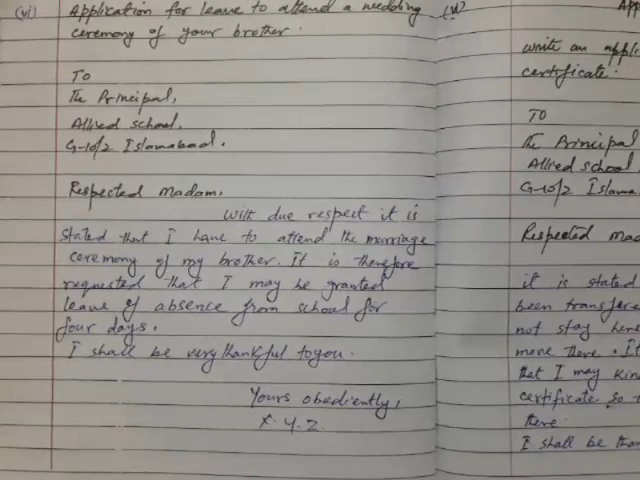 (vi) Application for leave to attend a wedding
ceremony of your brother.
To
The Principal,
Allied school,
G-10/2 Islamabad.
Respected Madam,
With due respect it is
stated that I have to attend the marriage
ceremony of my brother. It is therefore
requested that I may be granted
leave of absence from school for
four days.
I shall be very thankful to you.
Yours obediently,
X.Y.Z
App
write an appli
certificate.
TO
The Principal
Allied school,
G-10/2 Islama
Respected Mad
it is stated
been transfere
not stay here
move there. It
that I may kin
certificate so t
there.
I shall be than